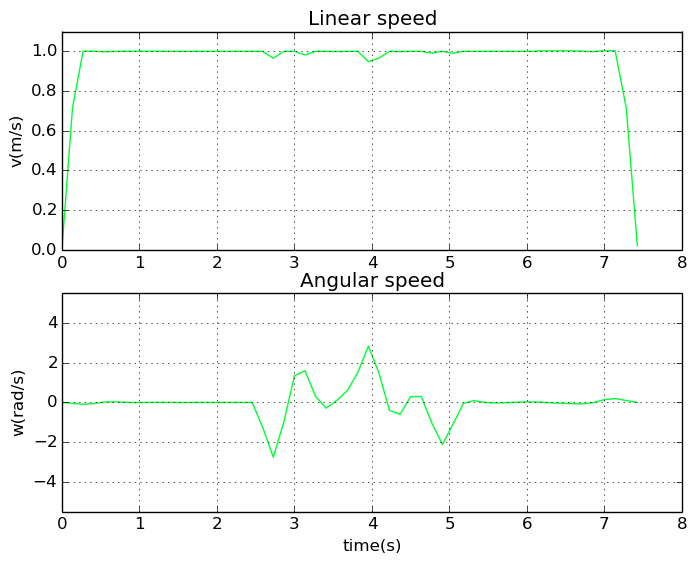 Linear speed
1.0
0.8
0.6
0.4
0.2
0.0
v(m/s)
0 1 2 3 4 5 6 7 8
Angular speed
4
2
0
−2
−4
w(rad/s)
0 1 2 3 4 5 6 7 8
time(s)